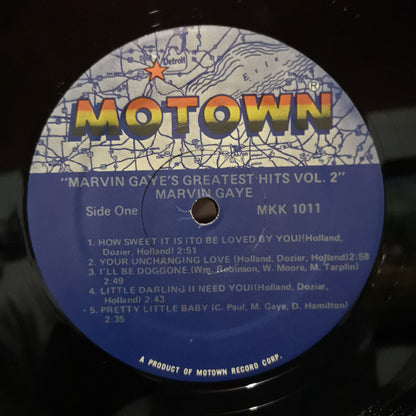 Detroit
Erie
MOTOWN®
"MARVIN GAYE'S GREATEST HITS VOL. 2"
MARVIN GAYE
Side One
MKK 1011
1. HOW SWEET IT IS (TO BE LOVED BY YOU)(Holland,
Dozier, Holland) 2:51
2. YOUR UNCHANGING LOVE (Holland, Dozier, Holland)2:58
3. I'LL BE DOGGONE (Wm. Robinson, W. Moore, M. Tarplin)
2:49
4. LITTLE DARLING (I NEED YOU)(Holland, Dozier,
Holland) 2:43
5. PRETTY LITTLE BABY (C. Paul, M. Gaye, D. Hamilton)
2:35
A PRODUCT OF MOTOWN RECORD CORP.